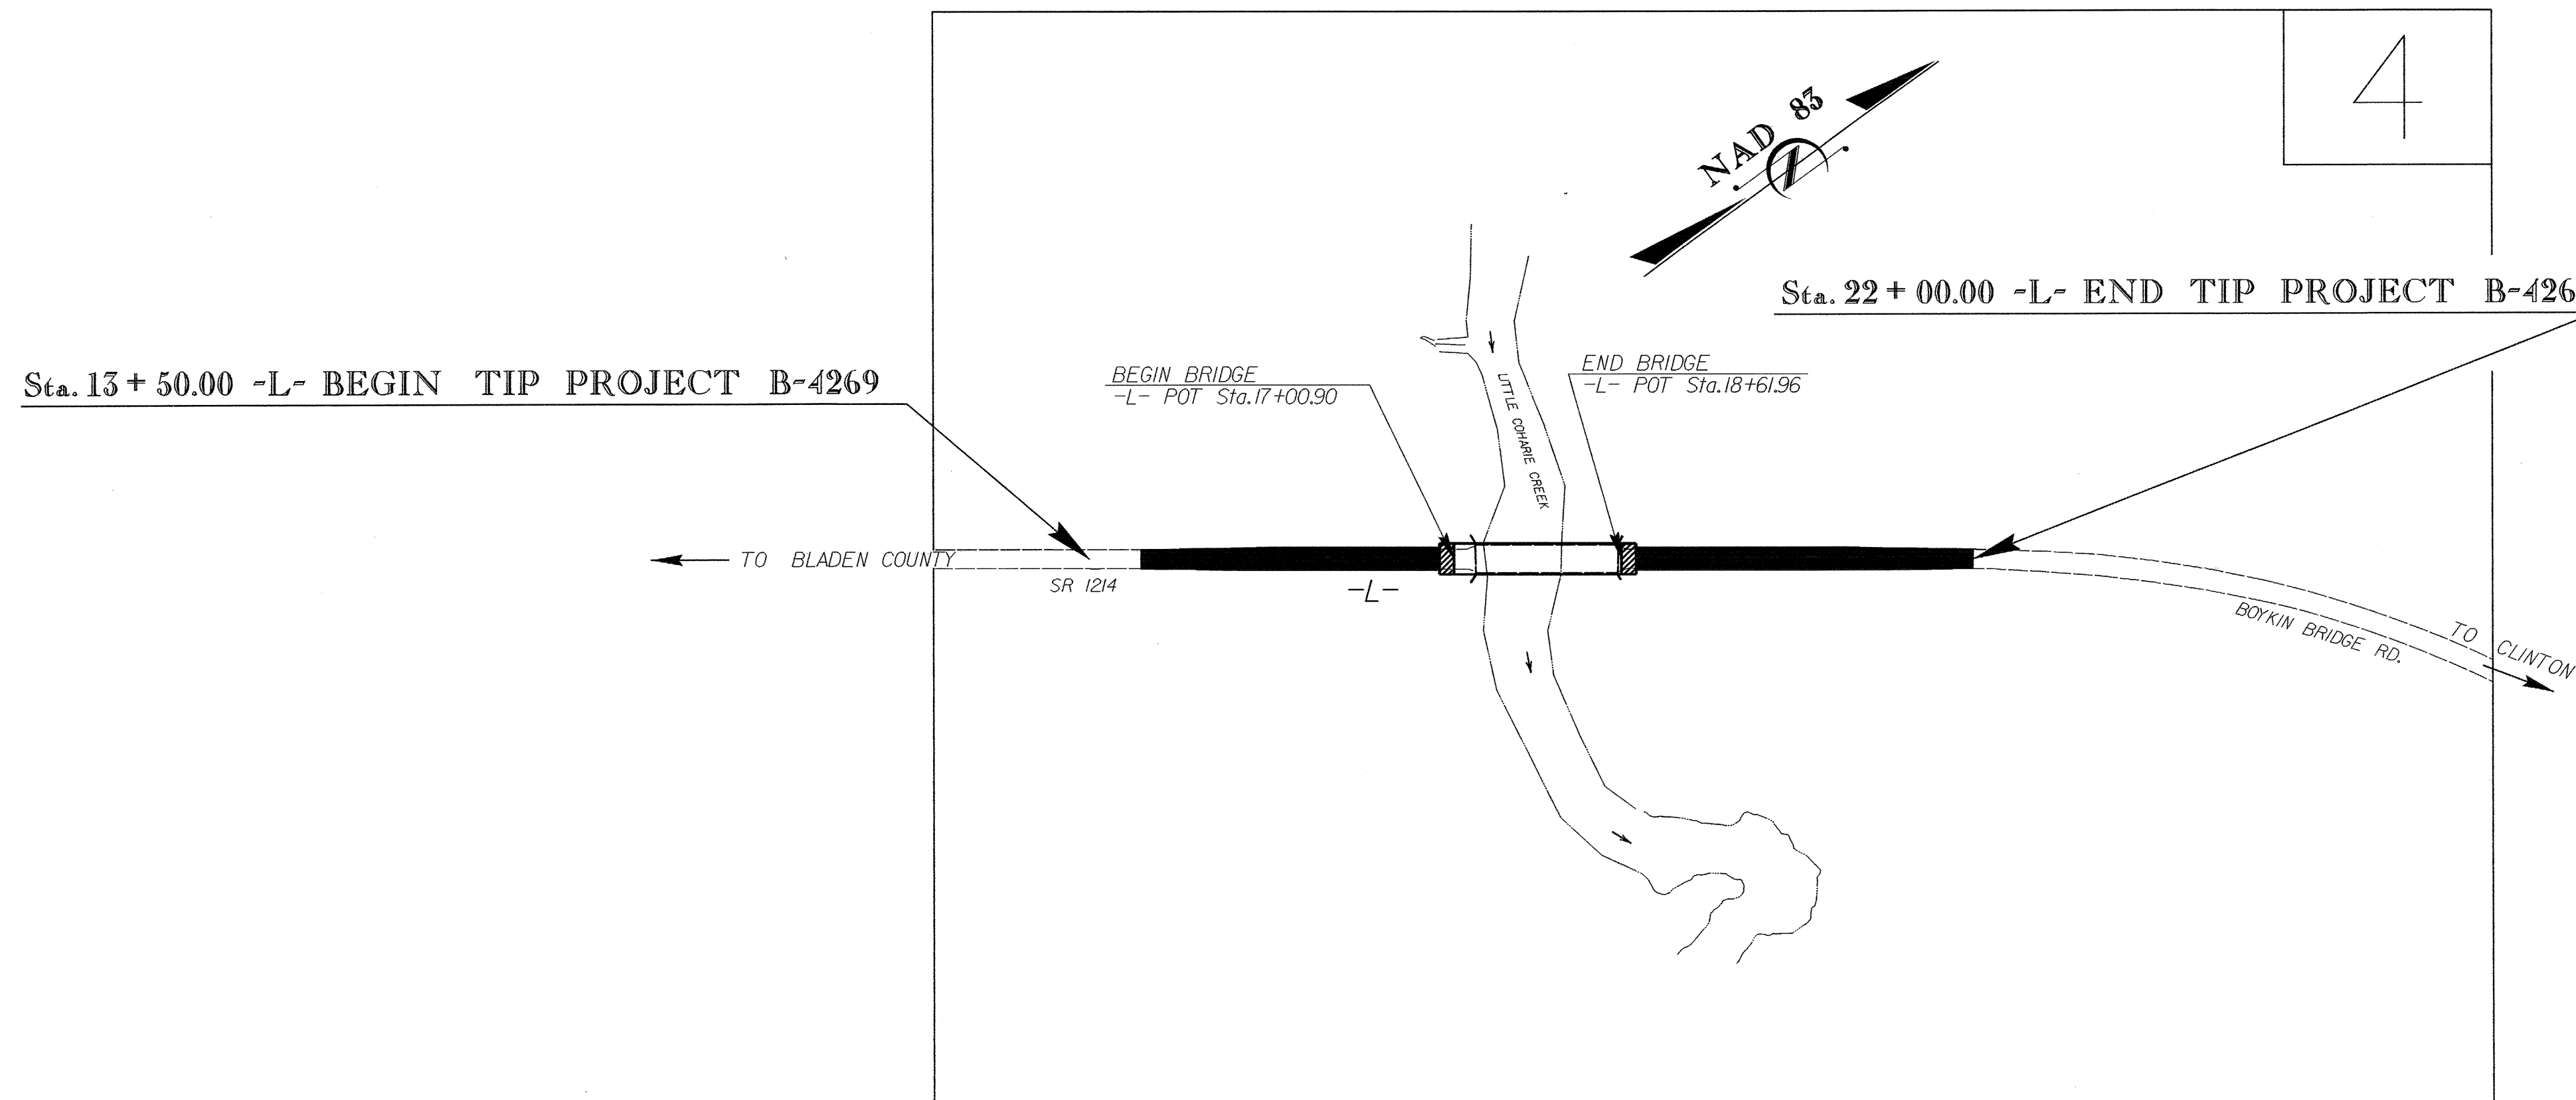 4
NAD 83
Sta. 22 + 00.00 -L- END TIP PROJECT B-426
Sta. 13 + 50.00 -L- BEGIN TIP PROJECT B-4269
BEGIN BRIDGE
-L- POT Sta. 17+00.90
END BRIDGE
-L- POT Sta. 18+61.96
LITTLE COHARIE CREEK
TO BLADEN COUNTY
SR 1214
-L-
BOYKIN BRIDGE RD.
TO CLINTON